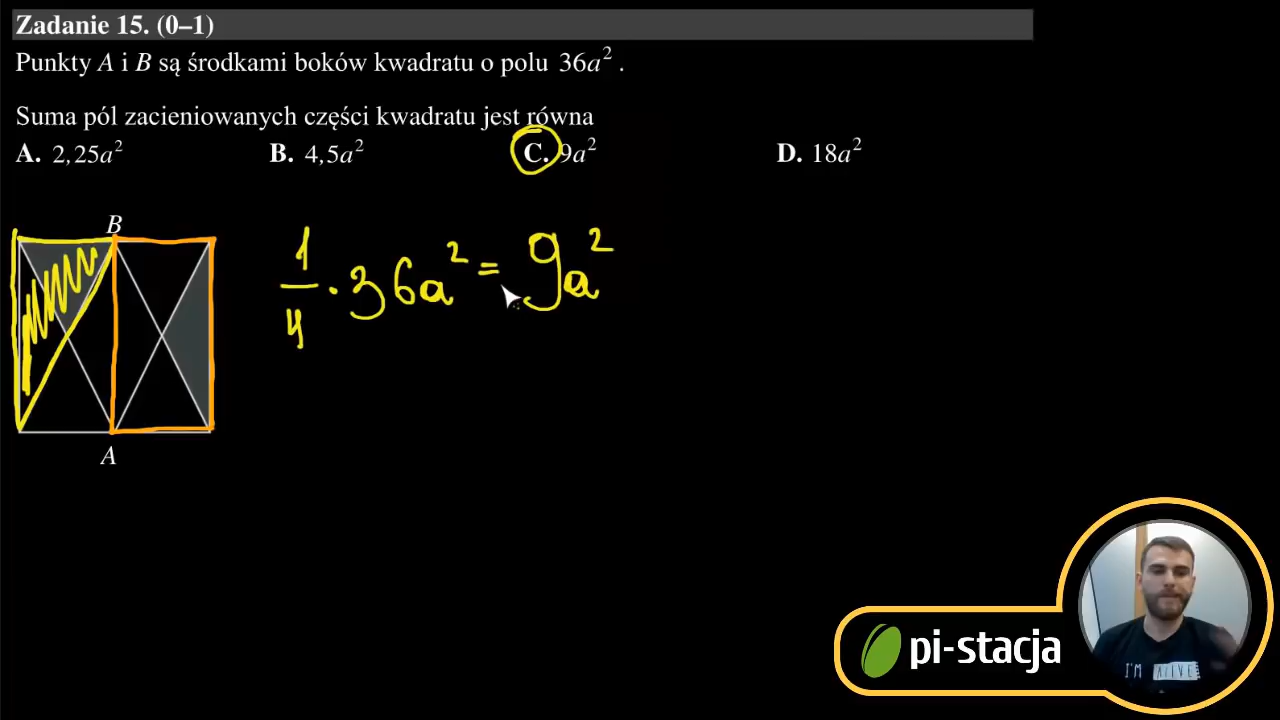 Zadanie 15. (0–1)
Punkty A i B są środkami boków kwadratu o polu 36a².
Suma pól zacieniowanych części kwadratu jest równa
A. 2,25a² B. 4,5a² C. 9a² D. 18a²
B
1/4 · 36a² = 9a²
A
pi-stacja
I'M ALIVE